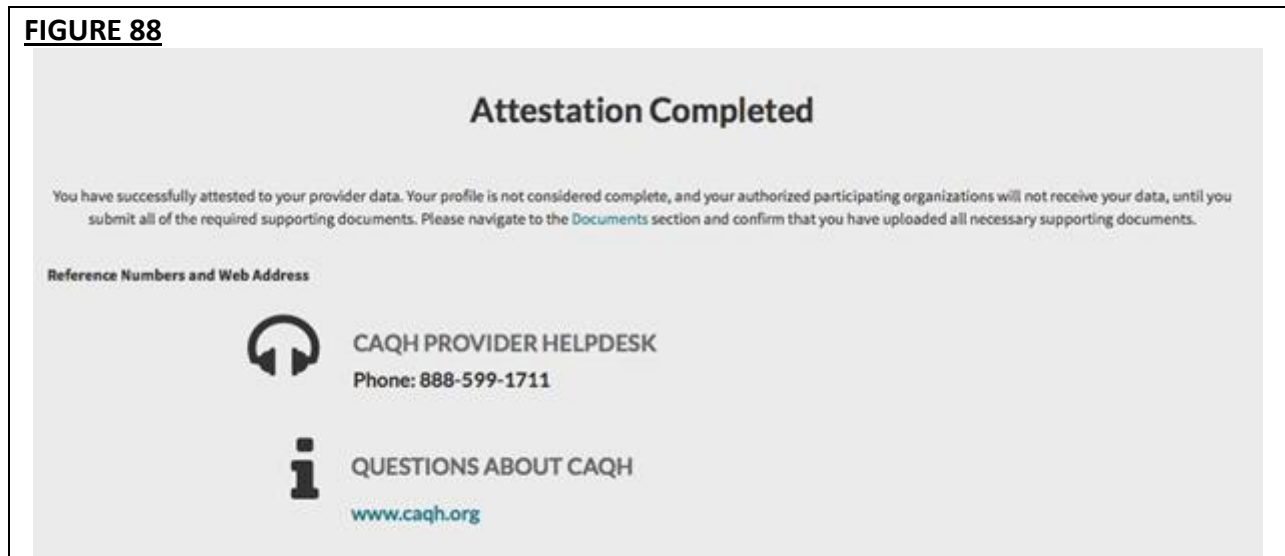 FIGURE 88
Attestation Completed
You have successfully attested to your provider data. Your profile is not considered complete, and your authorized participating organizations will not receive your data, until you
submit all of the required supporting documents. Please navigate to the Documents section and confirm that you have uploaded all necessary supporting documents.
Reference Numbers and Web Address
CAQH PROVIDER HELPDESK
Phone: 888-599-1711
QUESTIONS ABOUT CAQH
www.caqh.org